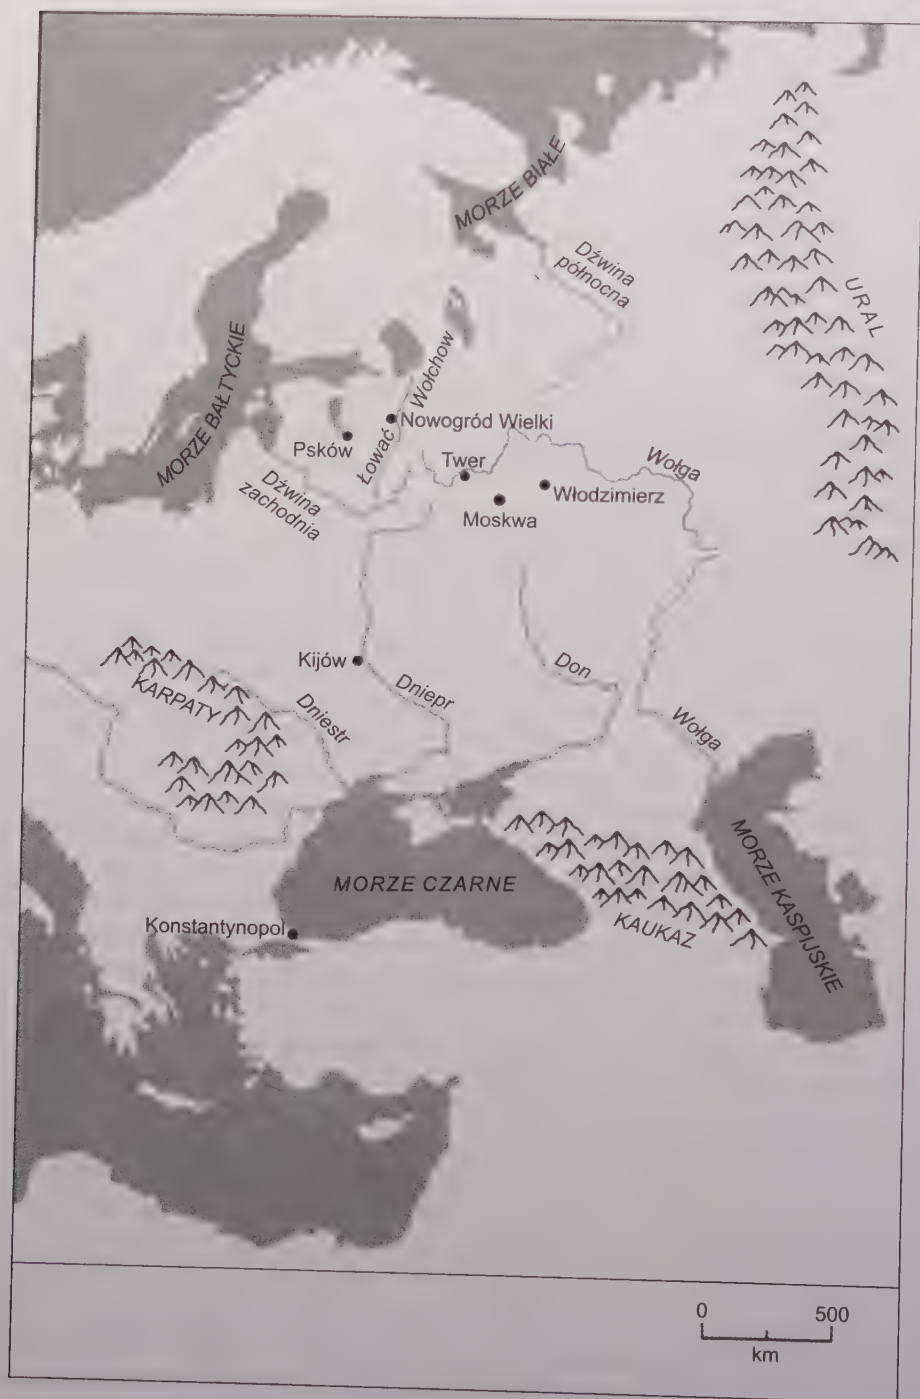 MORZE BIAŁE
Dźwina
północna
URAL
MORZE BAŁTYCKIE
Wołchow
Nowogród Wielki
Psków
Łować
Twer
Wołga
Dźwina
zachodnia
Włodzimierz
Moskwa
Kijów
Don
Dniepr
KARPATY
Dniestr
Wołga
MORZE CZARNE
MORZE KASPIJSKIE
Konstantynopol
KAUKAZ
0 500
km